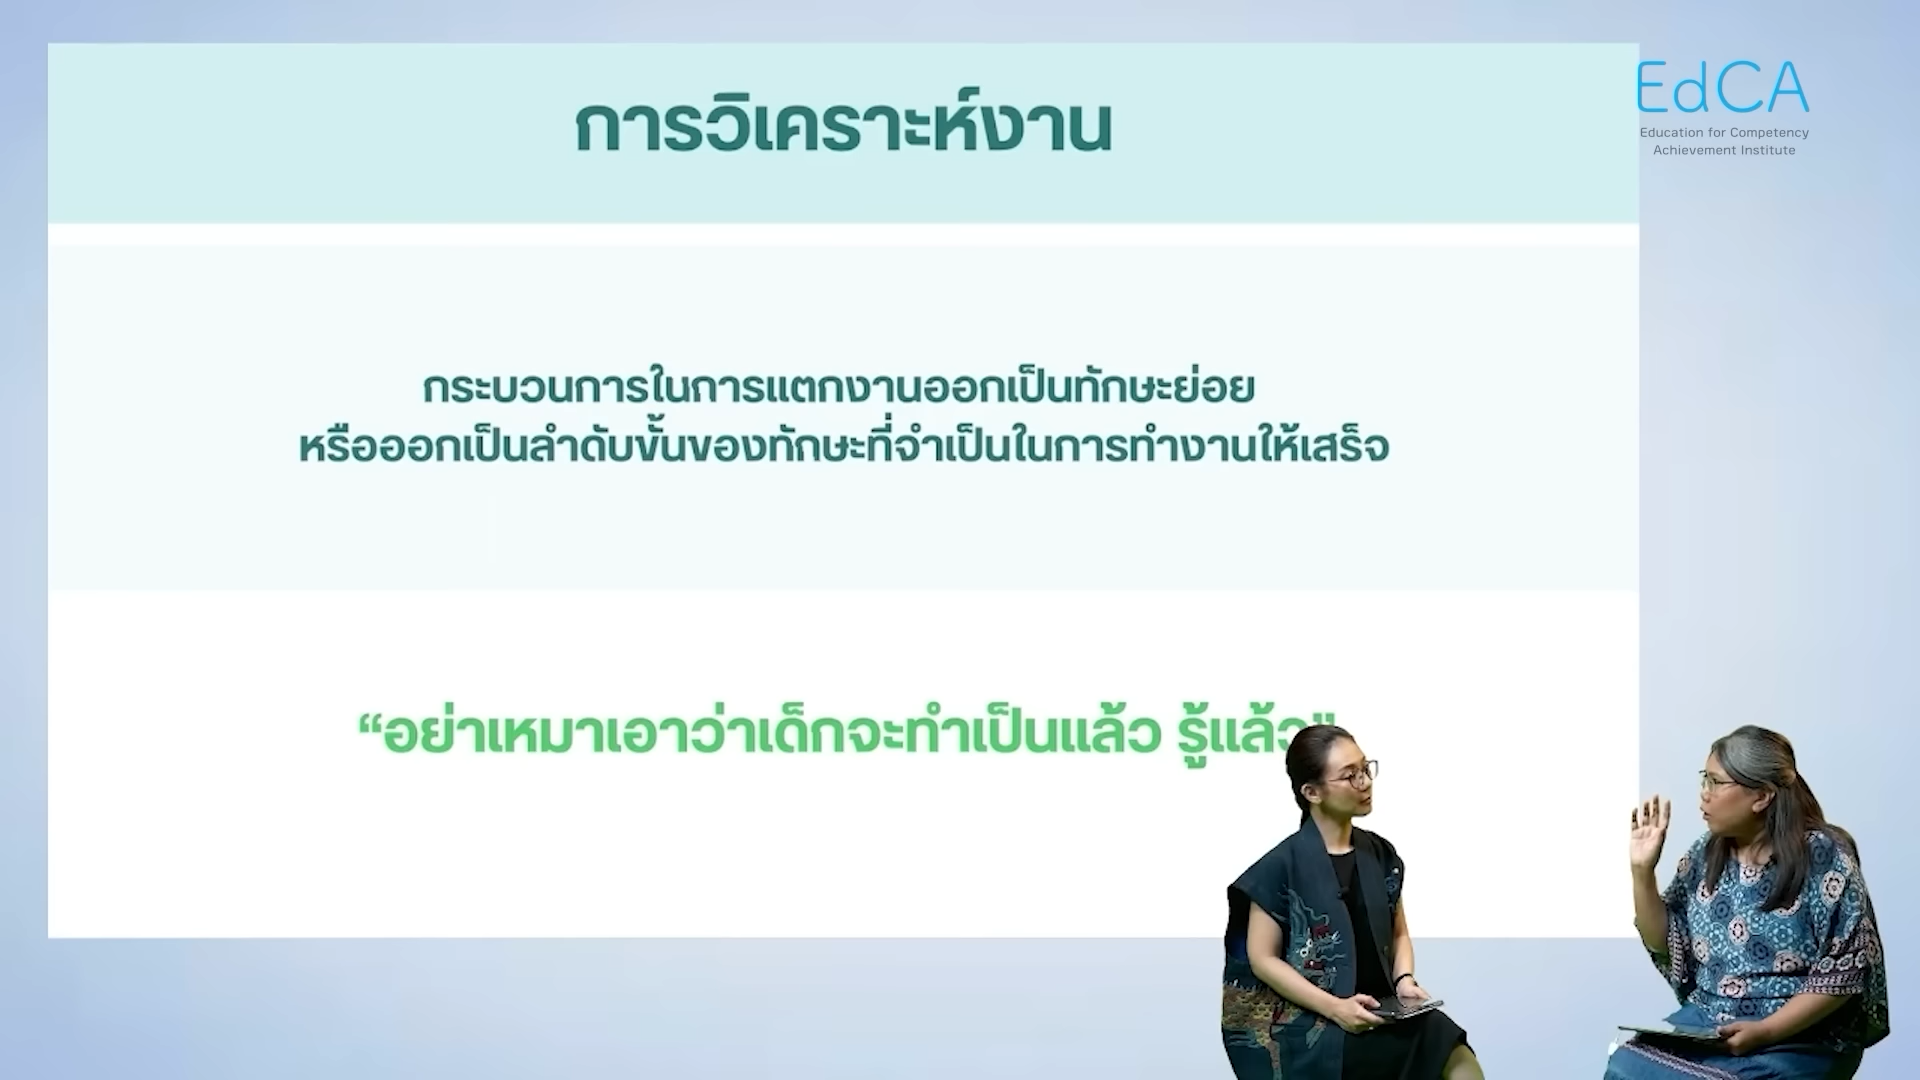 การวิเคราะห์งาน
EdCA
Education for Competency
Achievement Institute
กระบวนการในการแตกงานออกเป็นทักษะย่อย
หรือออกเป็นลำดับขั้นของทักษะที่จำเป็นในการทำงานให้เสร็จ
“อย่าเหมาเอาว่าเด็กจะทำเป็นแล้ว รู้แล้ว”